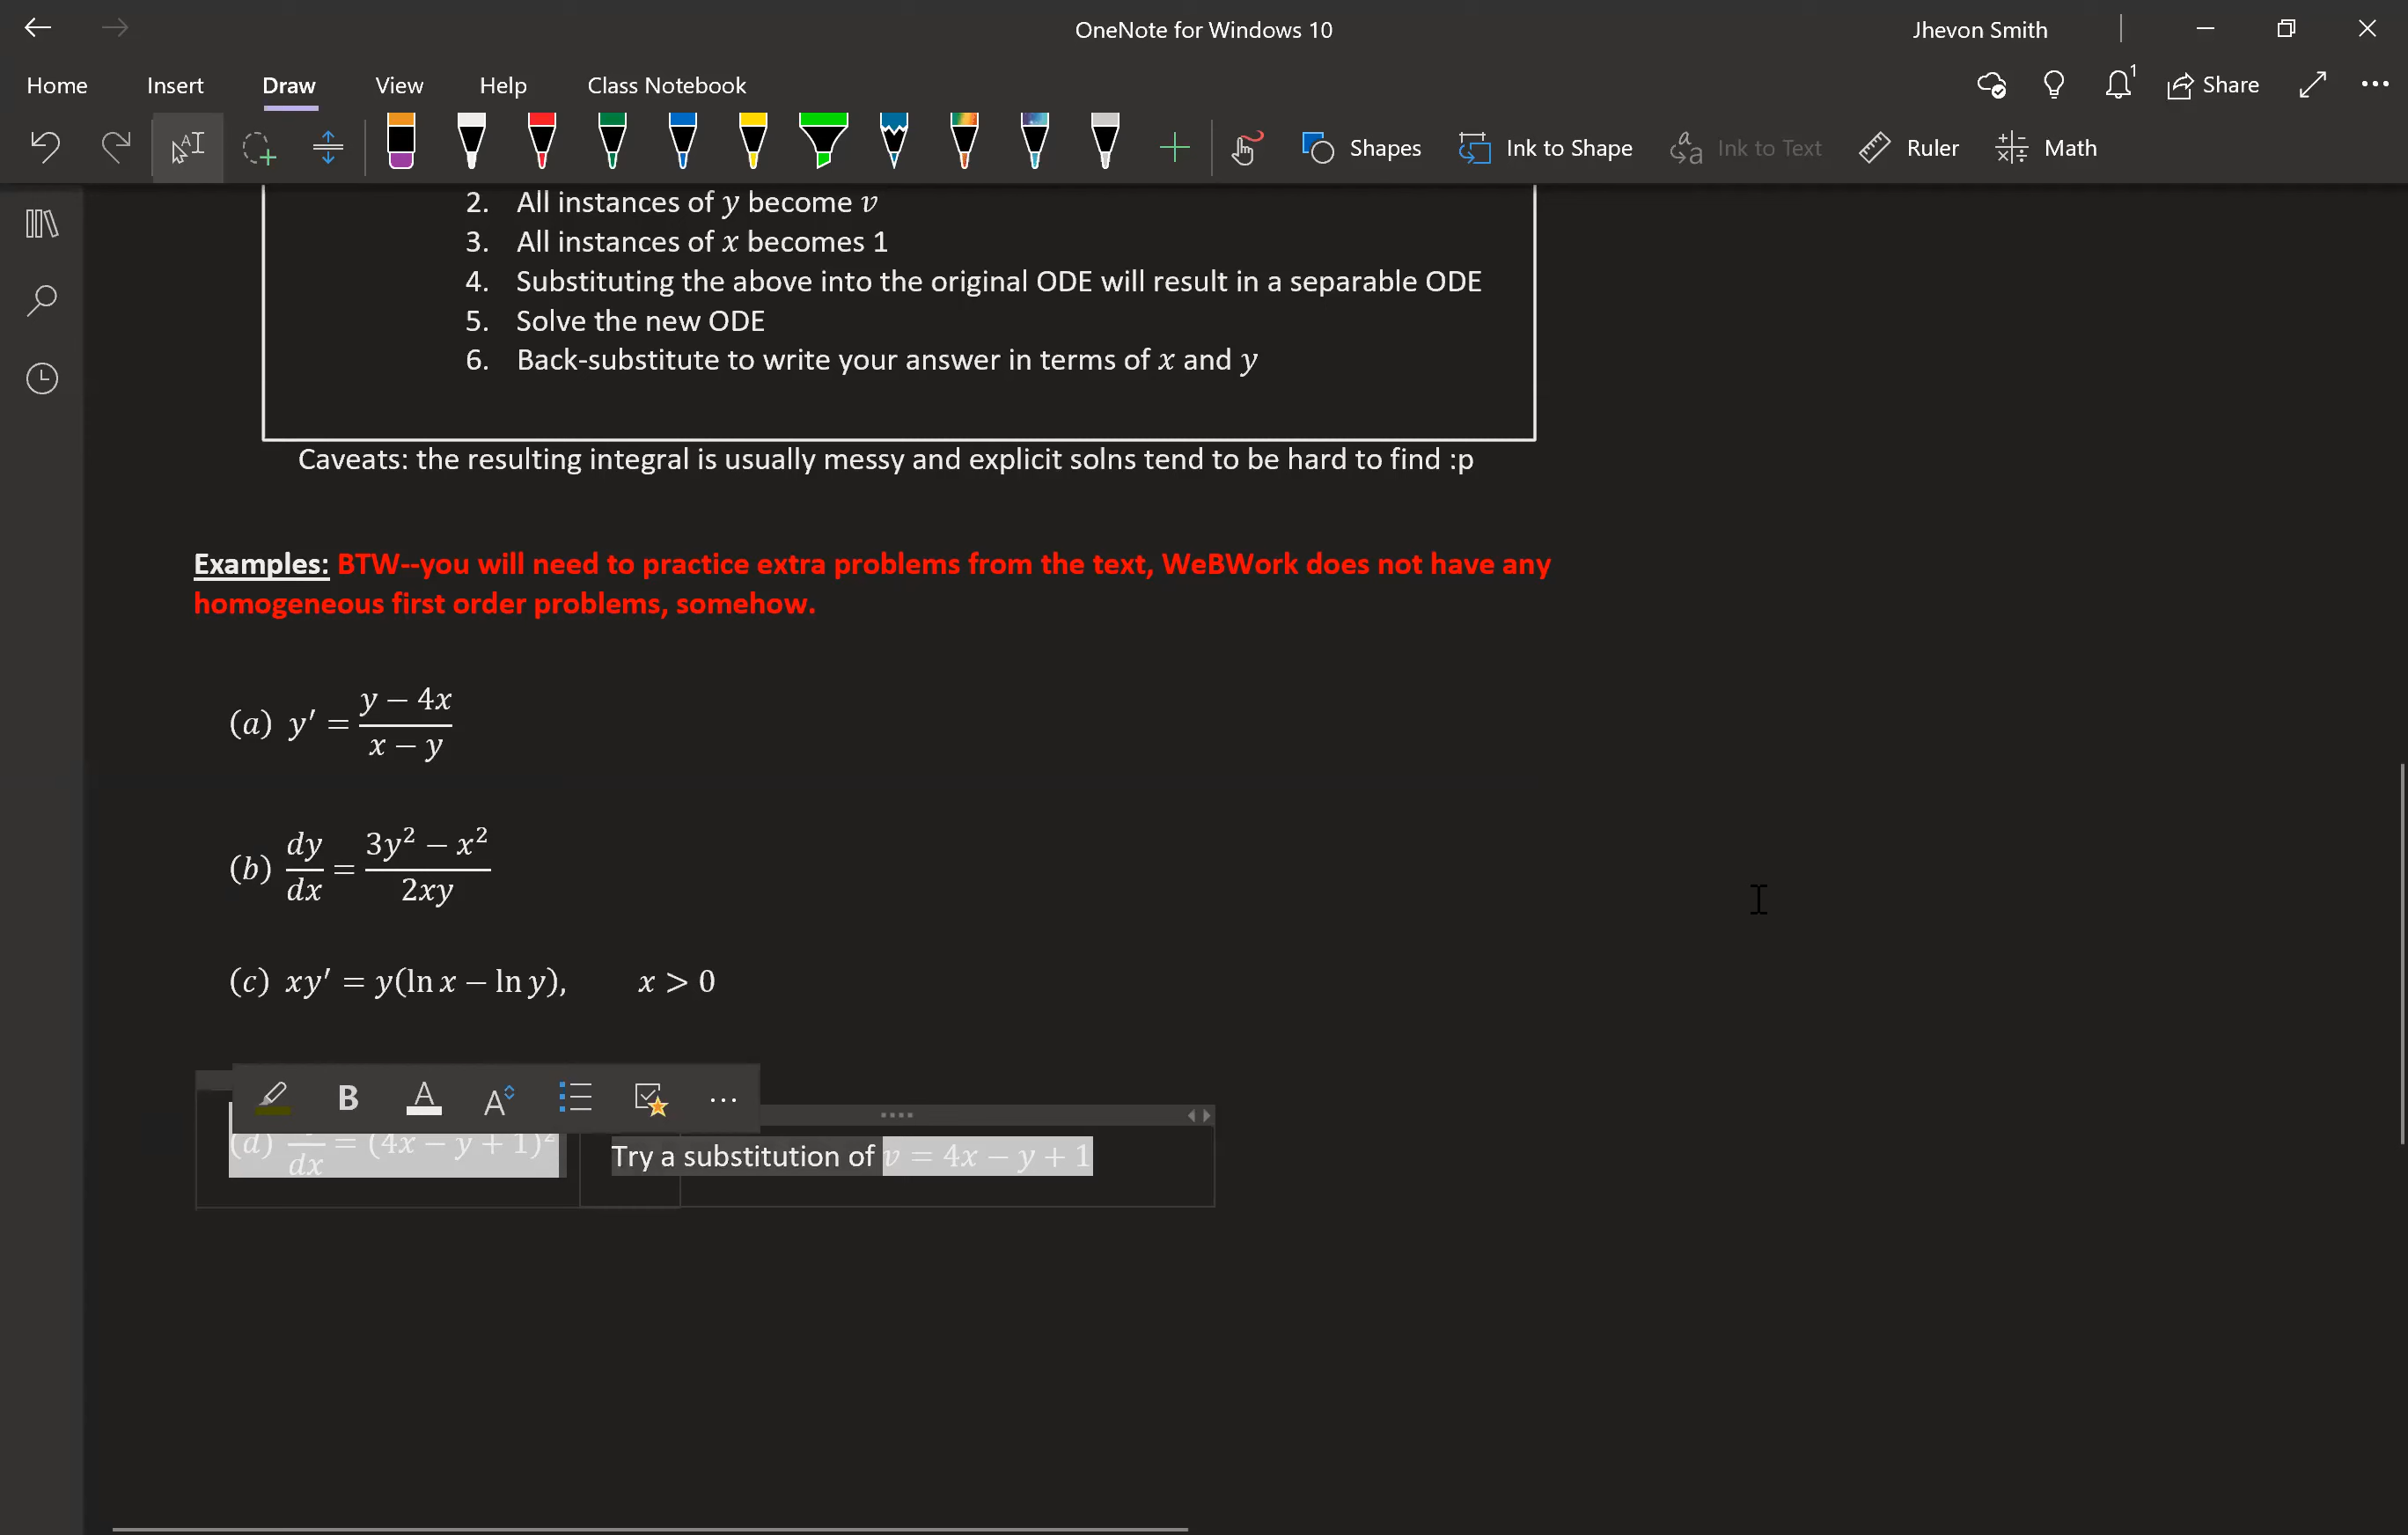 OneNote for Windows 10
Jhevon Smith
Home Insert Draw View Help Class Notebook
1
Share
Shapes Ink to Shape Ink to Text Ruler Math
2. All instances of y become v
3. All instances of x becomes 1
4. Substituting the above into the original ODE will result in a separable ODE
5. Solve the new ODE
6. Back-substitute to write your answer in terms of x and y
Caveats: the resulting integral is usually messy and explicit solns tend to be hard to find :p
Examples: BTW--you will need to practice extra problems from the text, WeBWork does not have any
homogeneous first order problems, somehow.
(a) y′ = (y − 4x)/(x − y)
(b) dy/dx = (3y² − x²)/(2xy)
(c) xy′ = y(ln x − ln y), x > 0
B A A
(d) /dx = (4x − y + 1)²
Try a substitution of v = 4x − y + 1